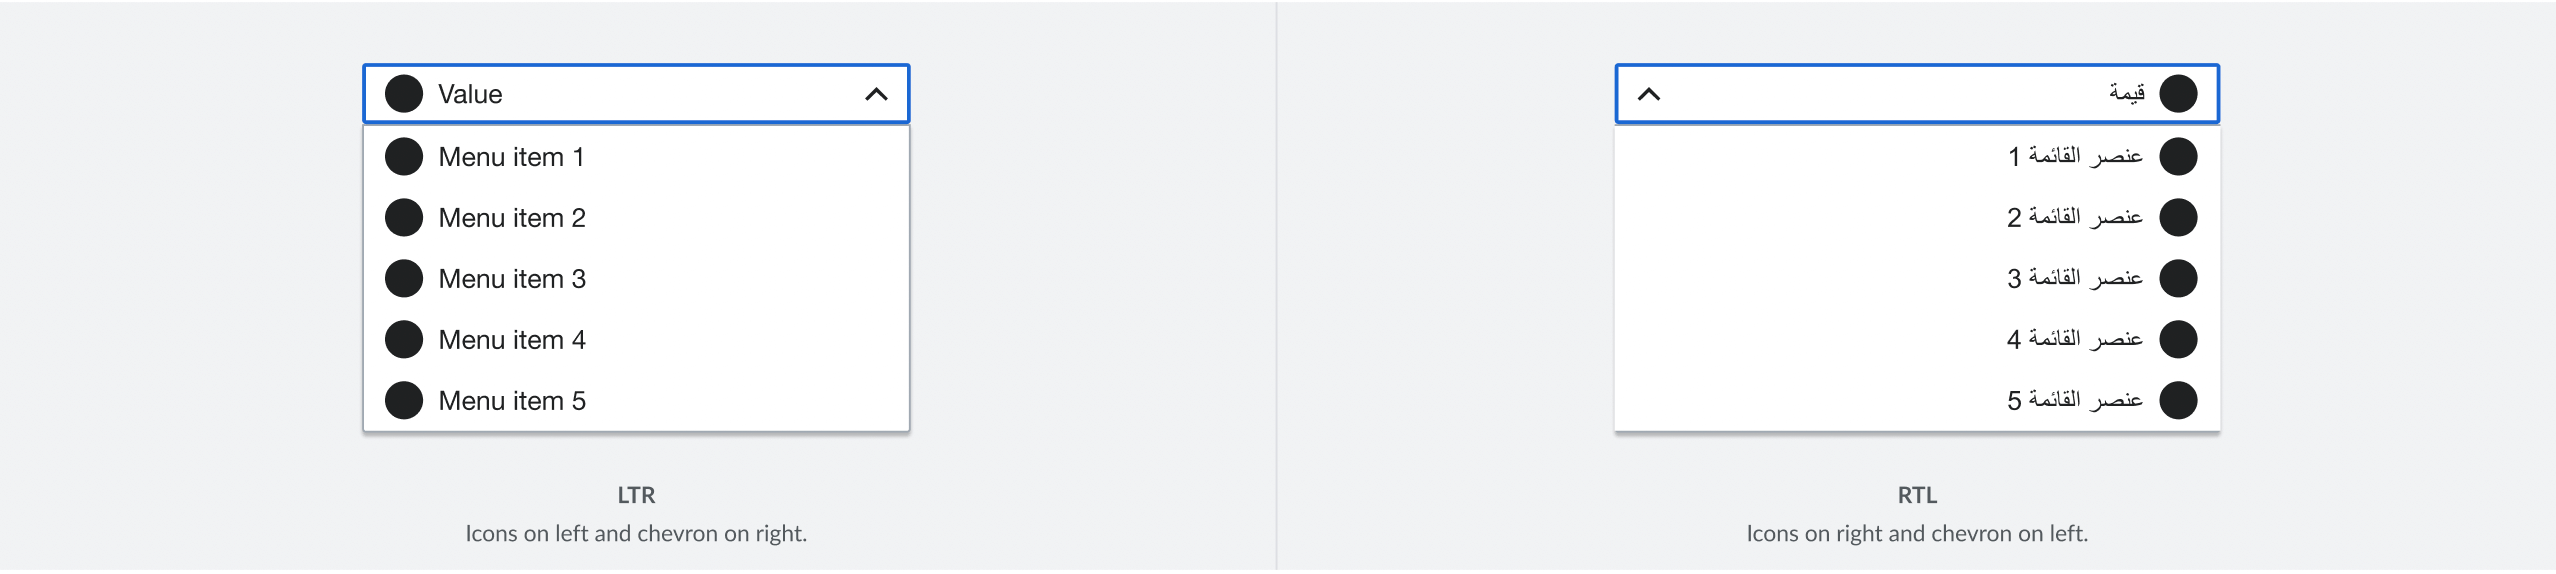 Value
Menu item 1
Menu item 2
Menu item 3
Menu item 4
Menu item 5
LTR
Icons on left and chevron on right.
قيمة
عنصر القائمة 1
عنصر القائمة 2
عنصر القائمة 3
عنصر القائمة 4
عنصر القائمة 5
RTL
Icons on right and chevron on left.